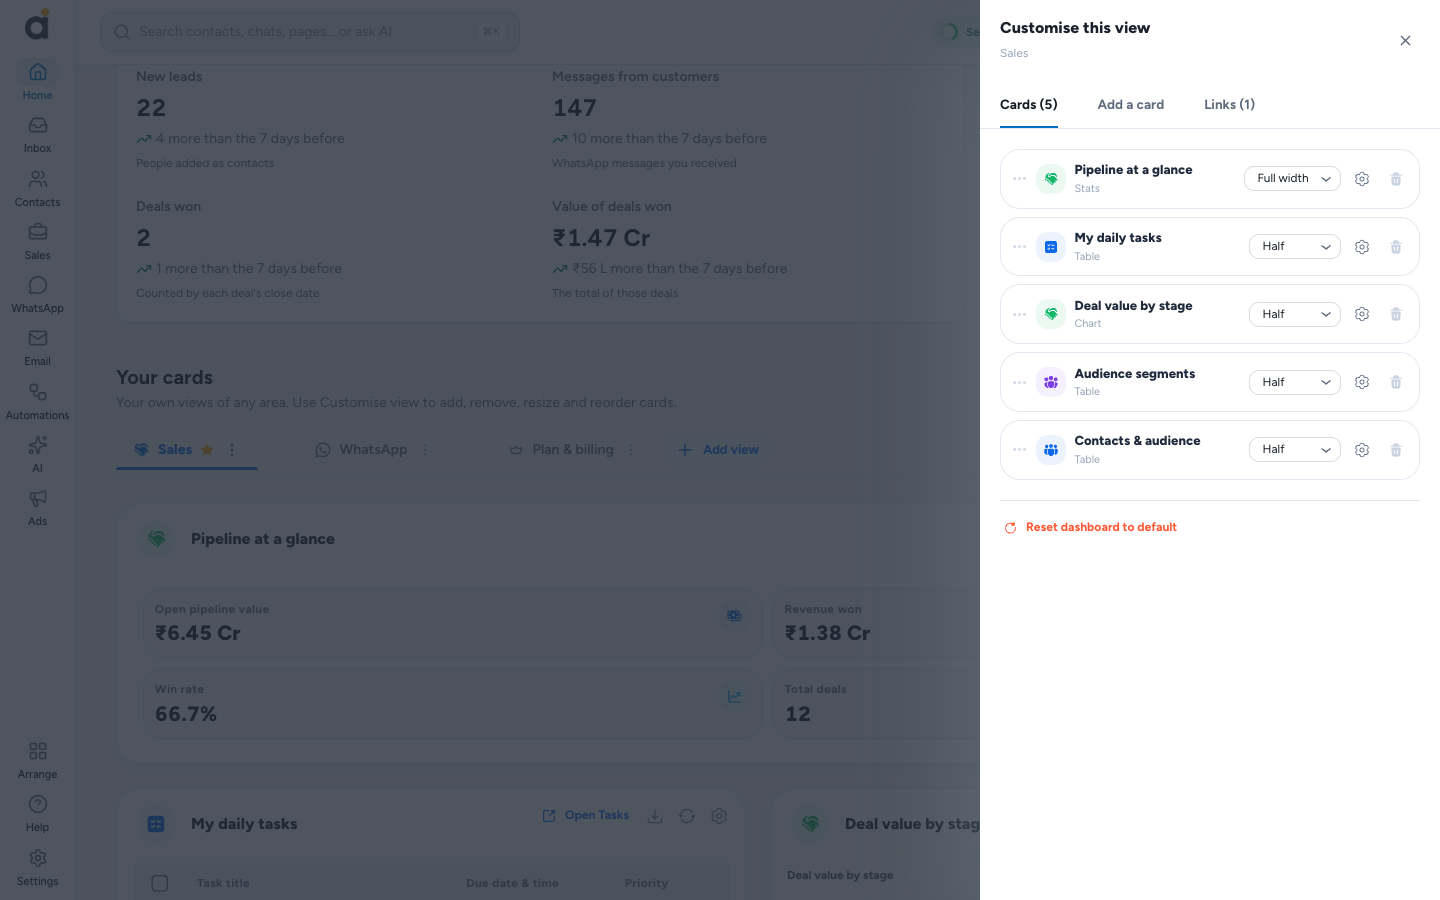 a
Search contacts, chats, pages... or ask AI
⌘K
Home
Inbox
Contacts
Sales
WhatsApp
Email
Automations
AI
Ads
Arrange
Help
Settings
New leads
22
4 more than the 7 days before
People added as contacts
Messages from customers
147
10 more than the 7 days before
WhatsApp messages you received
Deals won
2
1 more than the 7 days before
Counted by each deal's close date
Value of deals won
₹1.47 Cr
₹56 L more than the 7 days before
The total of those deals
Your cards
Your own views of any area. Use Customise view to add, remove, resize and reorder cards.
Sales
WhatsApp
Plan & billing
Add view
Pipeline at a glance
Open pipeline value
₹6.45 Cr
Revenue won
₹1.38 Cr
Win rate
66.7%
Total deals
12
My daily tasks
Open Tasks
Task title
Due date & time
Priority
Deal value by stag
Deal value by stage
Customise this view
Sales
Cards (5)
Add a card
Links (1)
Pipeline at a glance
Stats
Full width
My daily tasks
Table
Half
Deal value by stage
Chart
Half
Audience segments
Table
Half
Contacts & audience
Table
Half
Reset dashboard to default